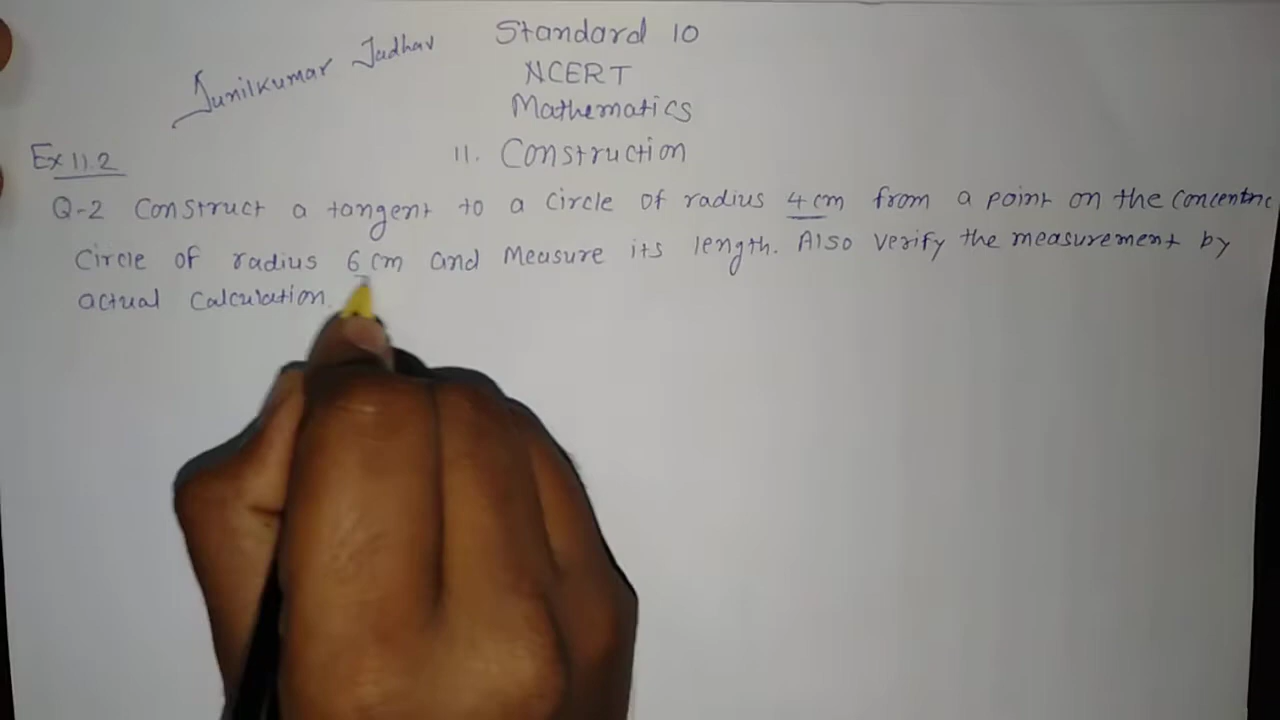 Sunilkumar Jadhav
Standard 10
NCERT
Mathematics
Ex 11.2
11. Construction
Q-2 Construct a tangent to a circle of radius 4 cm from a point on the concentric
circle of radius 6 cm and Measure its length. Also verify the measurement by
actual calculation.